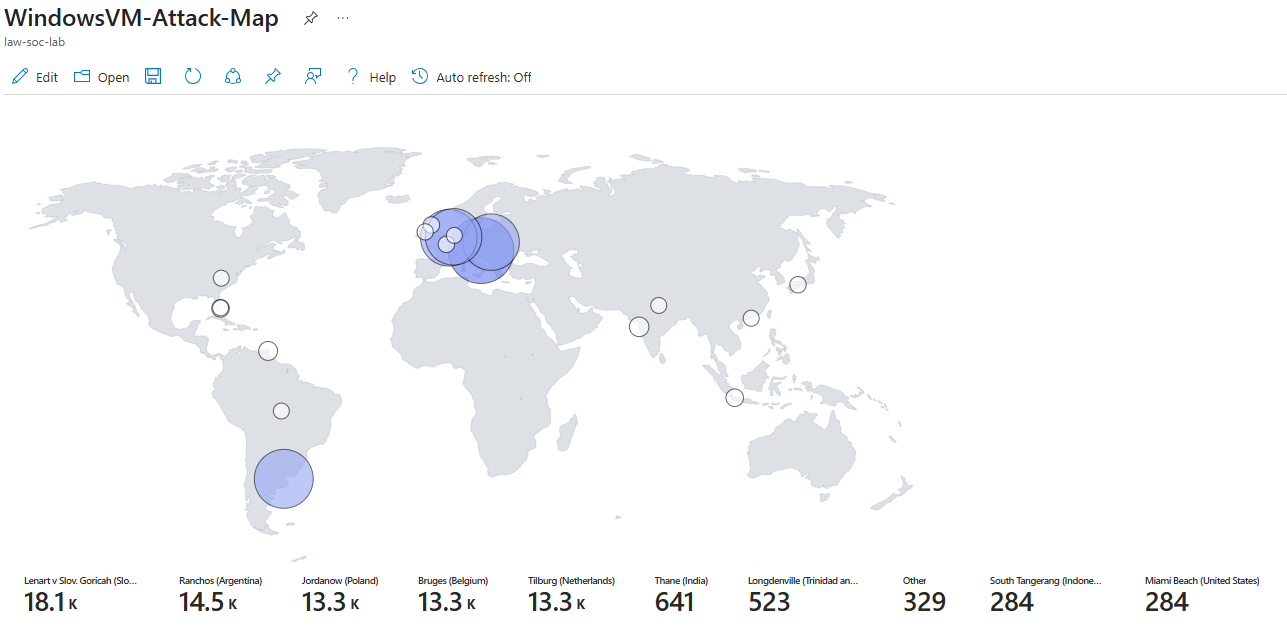 WindowsVM-Attack-Map
law-soc-lab
Edit Open Help Auto refresh: Off
Lenart v Slov. Goricah (Slo... Ranchos (Argentina) Jordanow (Poland) Bruges (Belgium) Tilburg (Netherlands) Thane (India) Longdenville (Trinidad an... Other South Tangerang (Indone... Miami Beach (United States)
18.1 K 14.5 K 13.3 K 13.3 K 13.3 K 641 523 329 284 284